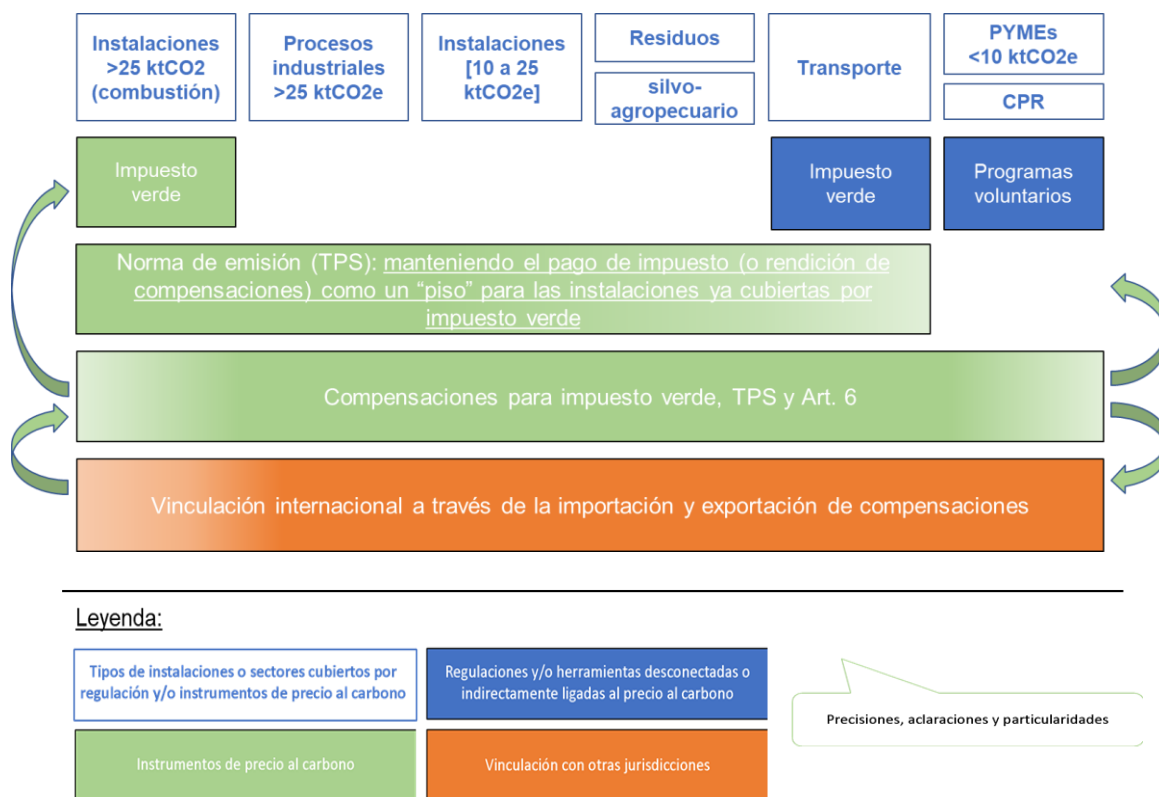 Instalaciones
>25 ktCO2
(combustión)
Procesos
industriales
>25 ktCO2e
Instalaciones
[10 a 25
ktCO2e]
Residuos
silvo-
agropecuario
Transporte
PYMEs
<10 ktCO2e
CPR
Impuesto
verde
Impuesto
verde
Programas
voluntarios
Norma de emisión (TPS): manteniendo el pago de impuesto (o rendición de
compensaciones) como un “piso” para las instalaciones ya cubiertas por
impuesto verde
Compensaciones para impuesto verde, TPS y Art. 6
Vinculación internacional a través de la importación y exportación de compensaciones
Leyenda:
Tipos de instalaciones o sectores cubiertos por
regulación y/o instrumentos de precio al carbono
Regulaciones y/o herramientas desconectadas o
indirectamente ligadas al precio al carbono
Precisiones, aclaraciones y particularidades
Instrumentos de precio al carbono
Vinculación con otras jurisdicciones